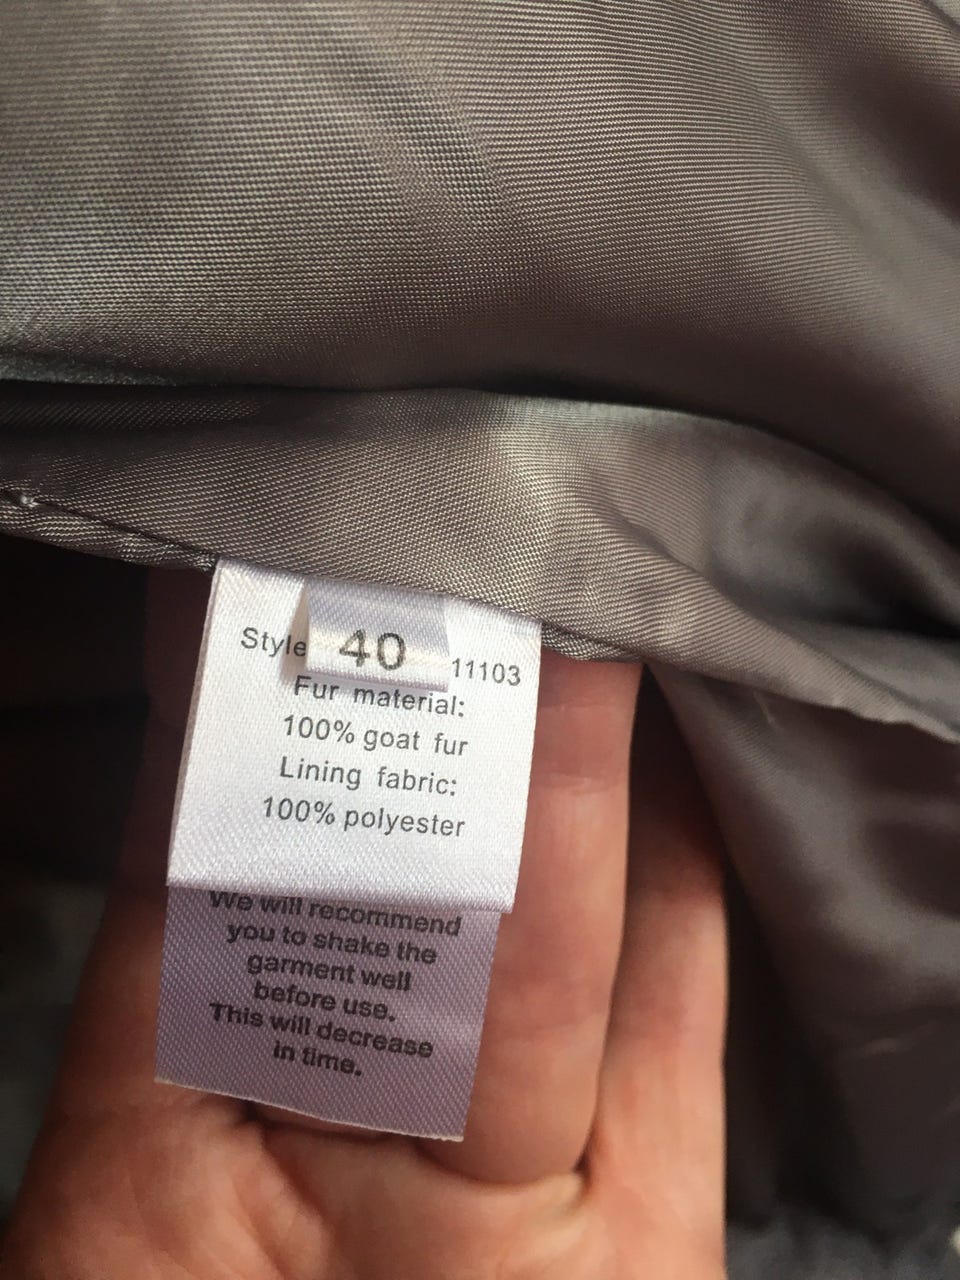 Style 40 11103
Fur material:
100% goat fur
Lining fabric:
100% polyester
We will recommend
you to shake the
garment well
before use.
This will decrease
in time.